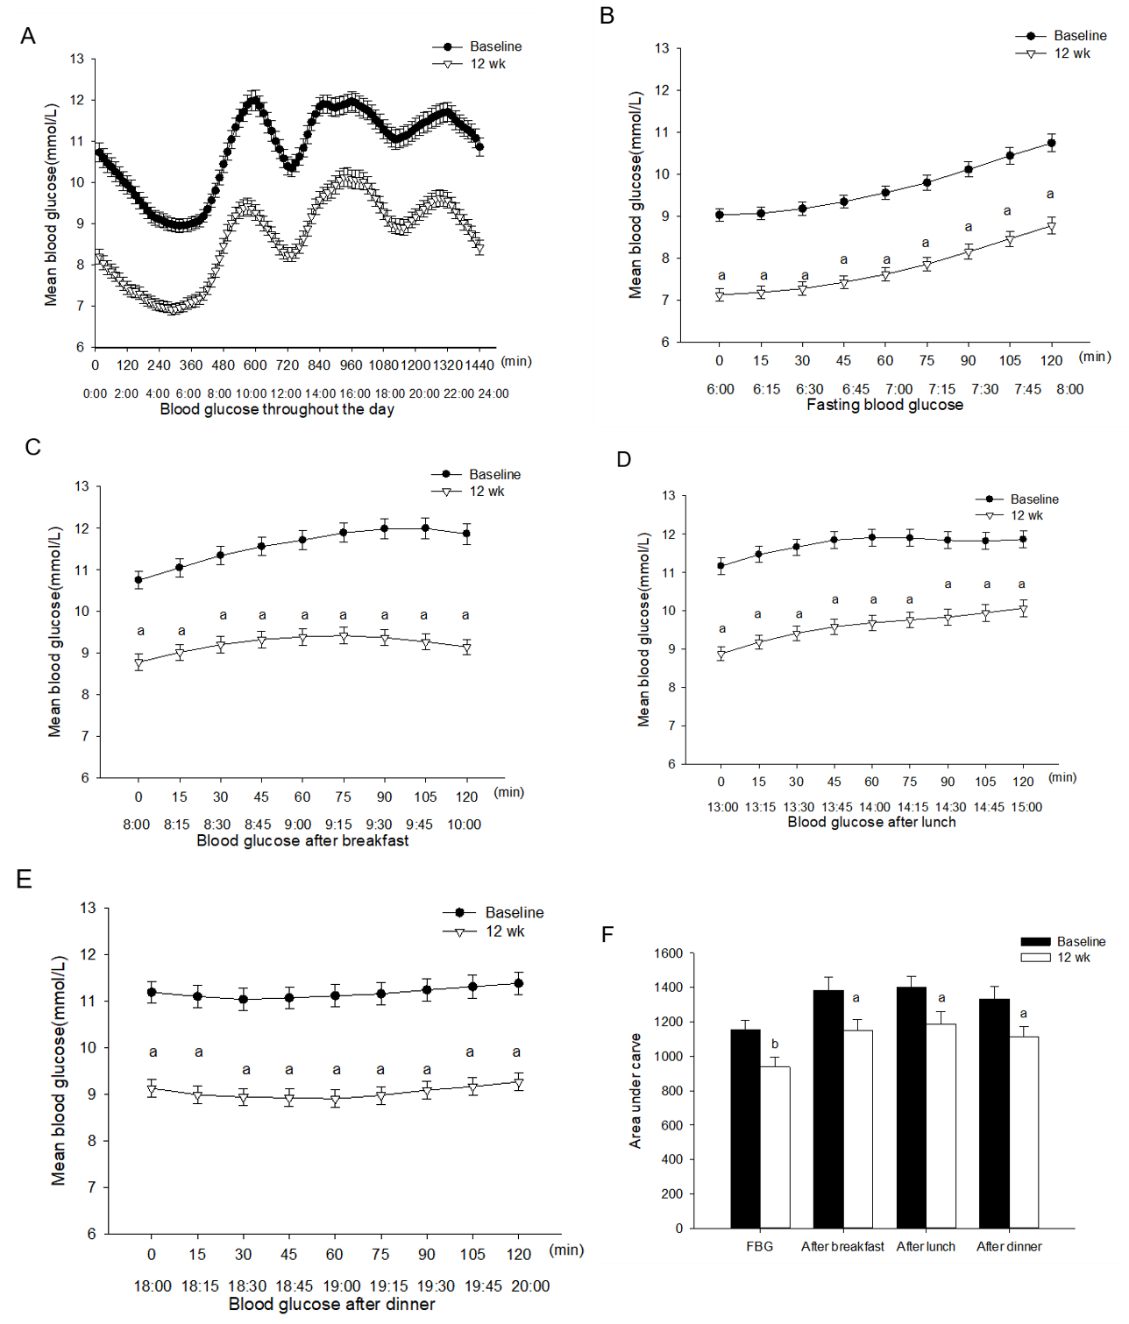 A
Baseline
12 wk
Mean blood glucose(mmol/L)
13
12
11
10
9
8
7
6
0 120 240 360 480 600 720 840 960 1080 1200 1320 1440 (min)
0:00 2:00 4:00 6:00 8:00 10:00 12:00 14:00 16:00 18:00 20:00 22:00 24:00
Blood glucose throughout the day
B
Baseline
12 wk
Mean blood glucose(mmol/L)
13
12
11
10
9
8
7
6
a a a a a a a a a
0 15 30 45 60 75 90 105 120 (min)
6:00 6:15 6:30 6:45 7:00 7:15 7:30 7:45 8:00
Fasting blood glucose
C
Baseline
12 wk
Mean blood glucose(mmol/L)
13
12
11
10
9
8
7
6
a a a a a a a a a
0 15 30 45 60 75 90 105 120 (min)
8:00 8:15 8:30 8:45 9:00 9:15 9:30 9:45 10:00
Blood glucose after breakfast
D
Baseline
12 wk
Mean blood glucose(mmol/L)
13
12
11
10
9
8
7
6
a a a a a a a a a
0 15 30 45 60 75 90 105 120 (min)
13:00 13:15 13:30 13:45 14:00 14:15 14:30 14:45 15:00
Blood glucose after lunch
E
Baseline
12 wk
Mean blood glucose(mmol/L)
13
12
11
10
9
8
7
6
a a a a a a a a a
0 15 30 45 60 75 90 105 120 (min)
18:00 18:15 18:30 18:45 19:00 19:15 19:30 19:45 20:00
Blood glucose after dinner
F
Baseline
12 wk
Area under carve
1600
1400
1200
1000
800
600
400
200
0
b a a a
FBG After breakfast After lunch After dinner